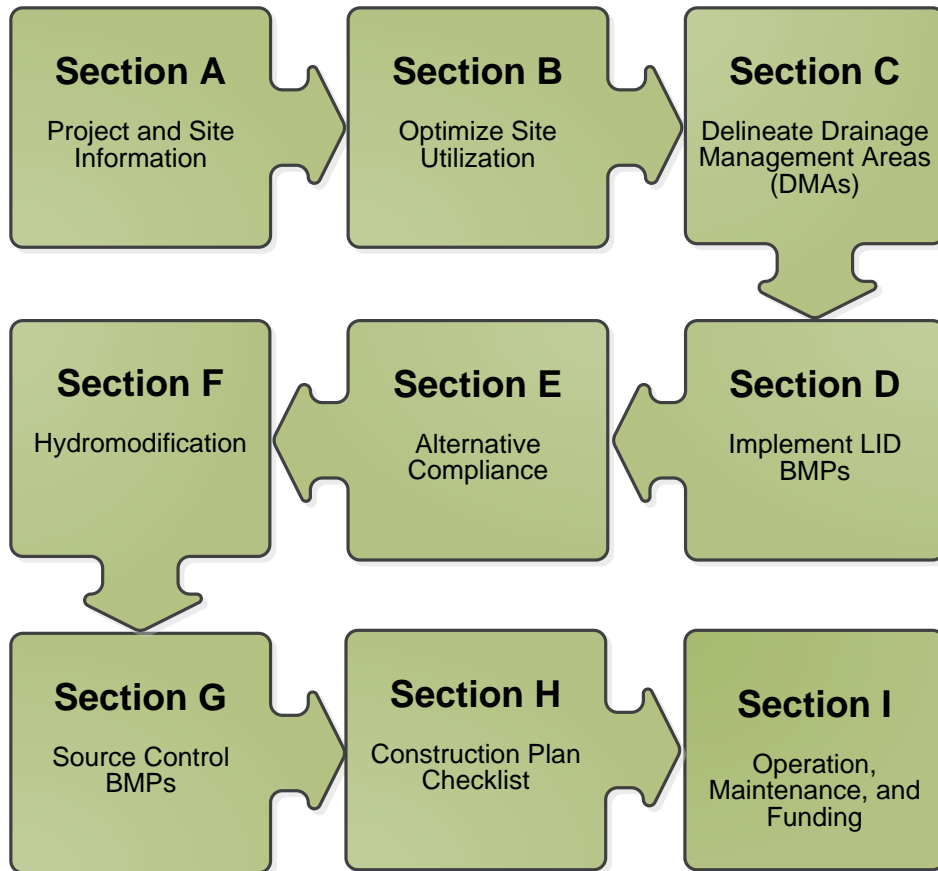 Section A
Project and Site
Information
Section B
Optimize Site
Utilization
Section C
Delineate Drainage
Management Areas
(DMAs)
Section D
Implement LID
BMPs
Section E
Alternative
Compliance
Section F
Hydromodification
Section G
Source Control
BMPs
Section H
Construction Plan
Checklist
Section I
Operation,
Maintenance, and
Funding